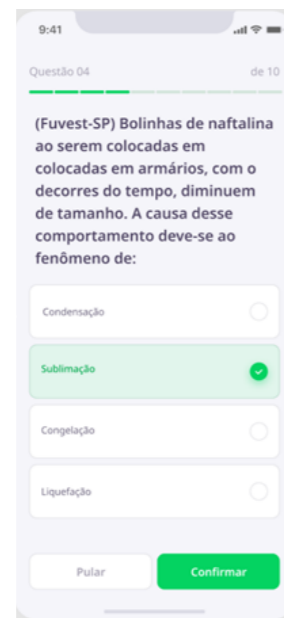 9:41
Questão 04 de 10
(Fuvest-SP) Bolinhas de naftalina
ao serem colocadas em
colocadas em armários, com o
decorres do tempo, diminuem
de tamanho. A causa desse
comportamento deve-se ao
fenômeno de:
Condensação
Sublimação
Congelação
Liquefação
Pular Confirmar